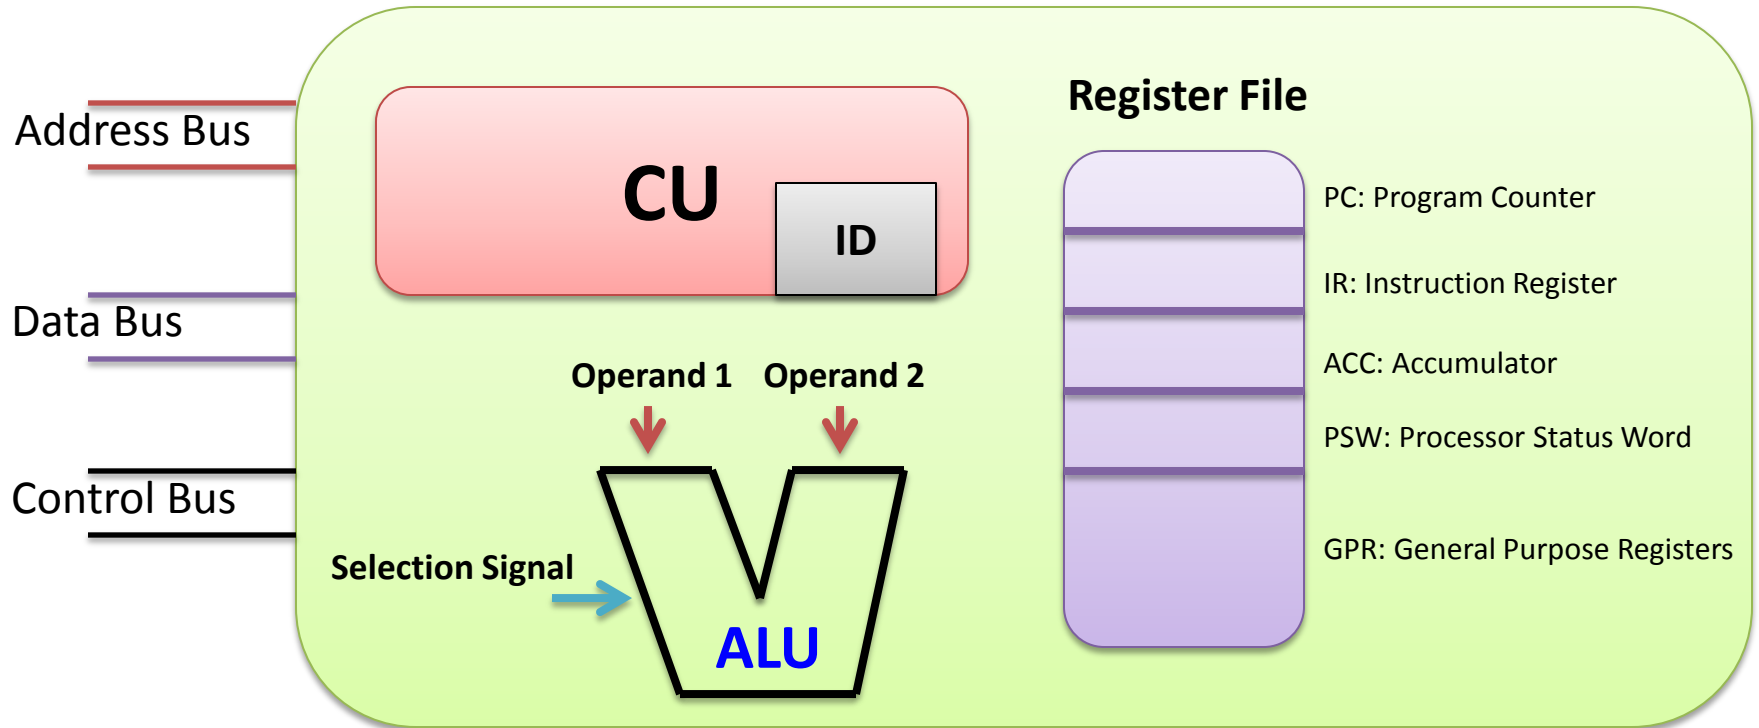 Address Bus
Data Bus
Control Bus
CU
ID
Operand 1
Operand 2
Selection Signal
ALU
Register File
PC: Program Counter
IR: Instruction Register
ACC: Accumulator
PSW: Processor Status Word
GPR: General Purpose Registers